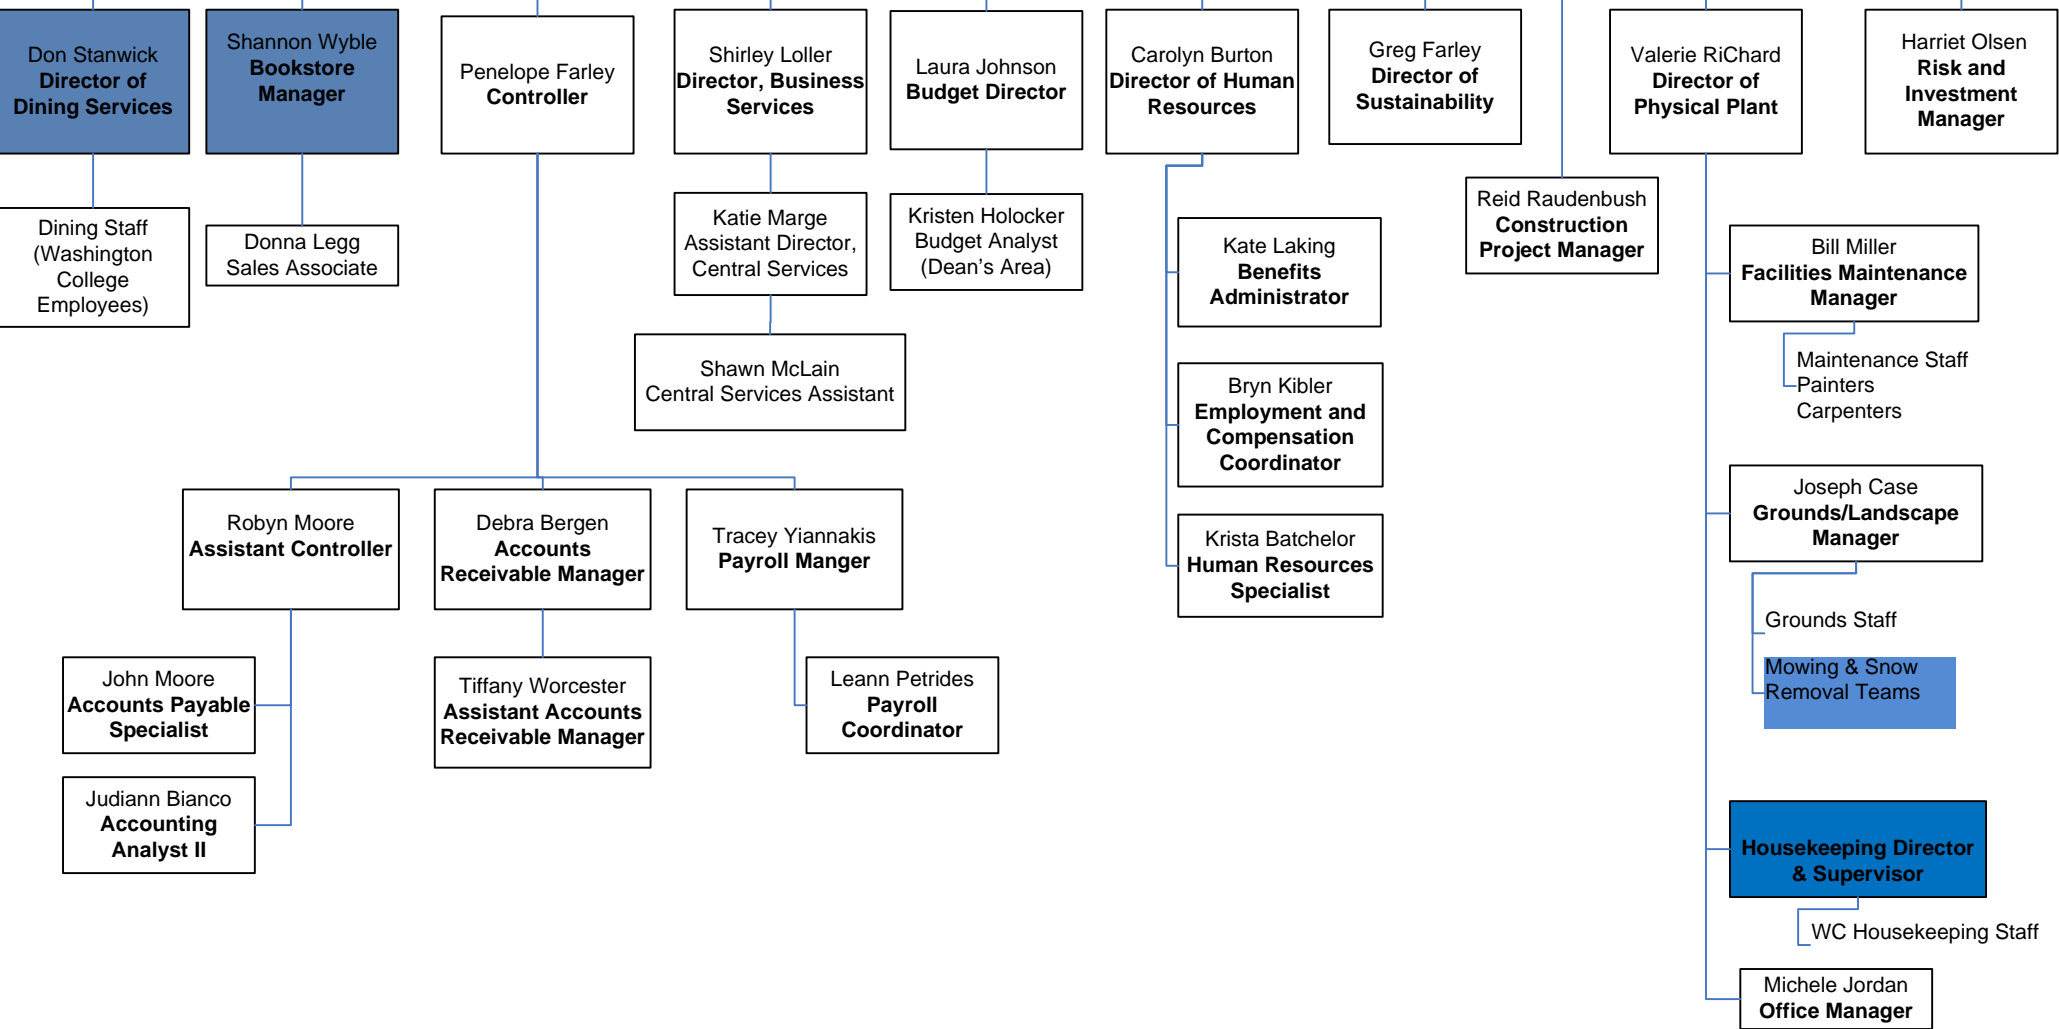 Don Stanwick
Director of
Dining Services
Shannon Wyble
Bookstore
Manager
Penelope Farley
Controller
Shirley Loller
Director, Business
Services
Laura Johnson
Budget Director
Carolyn Burton
Director of Human
Resources
Greg Farley
Director of
Sustainability
Valerie RiChard
Director of
Physical Plant
Harriet Olsen
Risk and
Investment
Manager
Dining Staff
(Washington
College
Employees)
Donna Legg
Sales Associate
Katie Marge
Assistant Director,
Central Services
Kristen Holocker
Budget Analyst
(Dean’s Area)
Kate Laking
Benefits
Administrator
Reid Raudenbush
Construction
Project Manager
Bill Miller
Facilities Maintenance
Manager
Shawn McLain
Central Services Assistant
Maintenance Staff
Painters
Carpenters
Bryn Kibler
Employment and
Compensation
Coordinator
Robyn Moore
Assistant Controller
Debra Bergen
Accounts
Receivable Manager
Tracey Yiannakis
Payroll Manger
Krista Batchelor
Human Resources
Specialist
Joseph Case
Grounds/Landscape
Manager
Grounds Staff
Mowing & Snow
Removal Teams
John Moore
Accounts Payable
Specialist
Tiffany Worcester
Assistant Accounts
Receivable Manager
Leann Petrides
Payroll
Coordinator
Judiann Bianco
Accounting
Analyst II
Housekeeping Director
& Supervisor
WC Housekeeping Staff
Michele Jordan
Office Manager